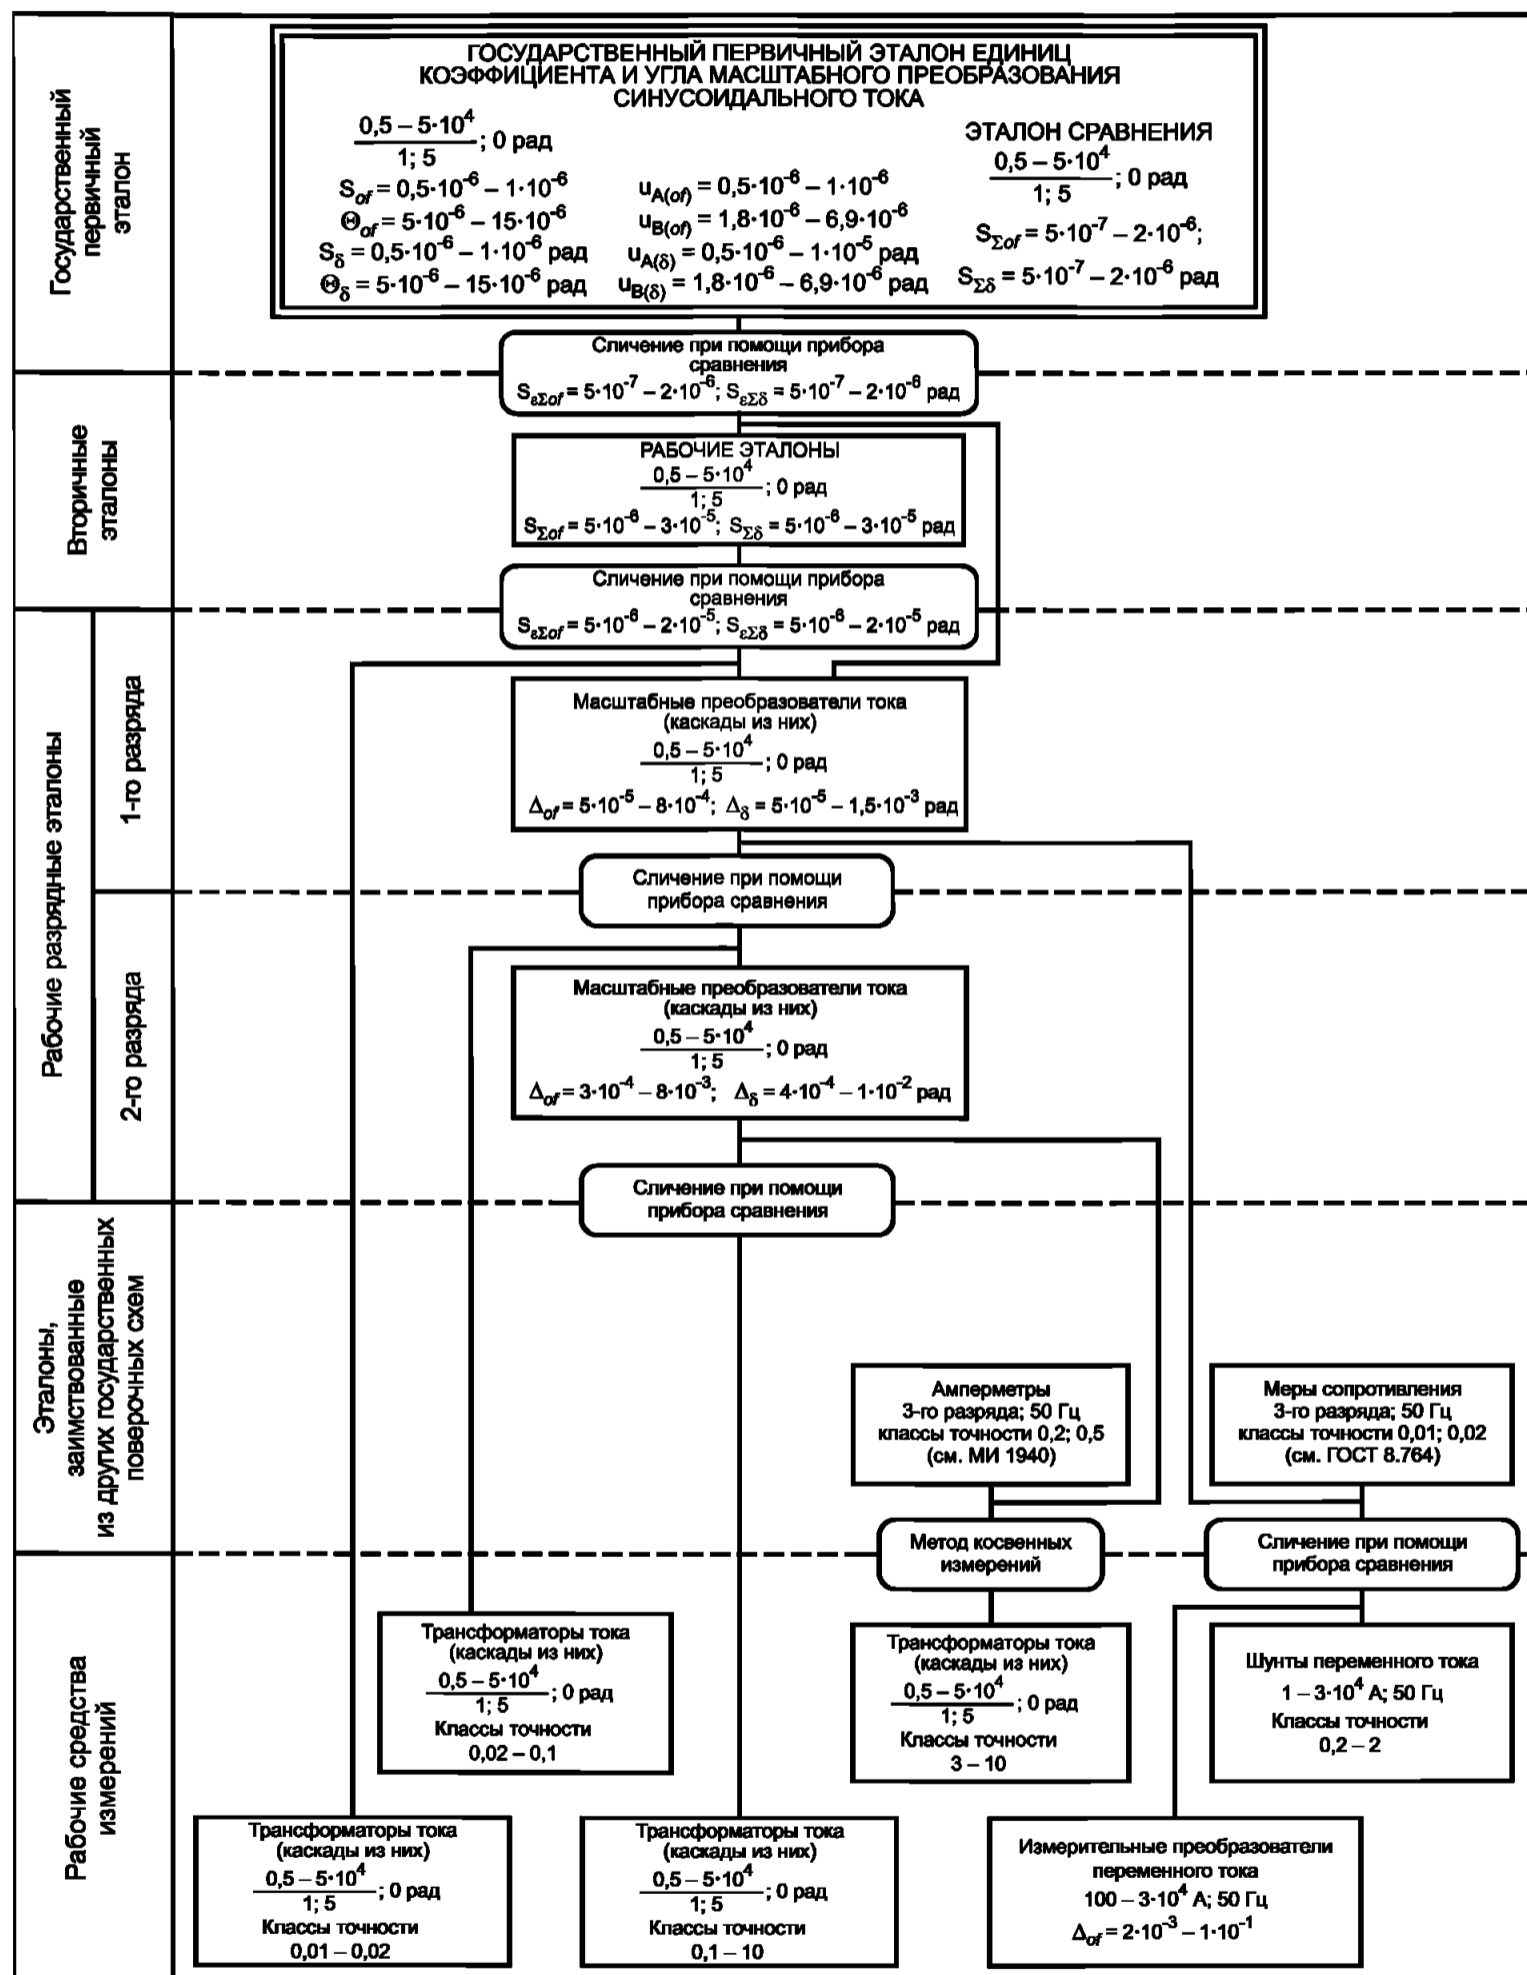 Государственный
первичный
эталон
ГОСУДАРСТВЕННЫЙ ПЕРВИЧНЫЙ ЭТАЛОН ЕДИНИЦ
КОЭФФИЦИЕНТА И УГЛА МАСШТАБНОГО ПРЕОБРАЗОВАНИЯ
СИНУСОИДАЛЬНОГО ТОКА
0,5 – 5·10⁴
1; 5
; 0 рад
S_of = 0,5·10⁻⁶ – 1·10⁻⁶
Θ_of = 5·10⁻⁶ – 15·10⁻⁶
S_δ = 0,5·10⁻⁶ – 1·10⁻⁶ рад
Θ_δ = 5·10⁻⁶ – 15·10⁻⁶ рад
u_A(of) = 0,5·10⁻⁶ – 1·10⁻⁶
u_B(of) = 1,8·10⁻⁶ – 6,9·10⁻⁶
u_A(δ) = 0,5·10⁻⁶ – 1·10⁻⁵ рад
u_B(δ) = 1,8·10⁻⁶ – 6,9·10⁻⁶ рад
ЭТАЛОН СРАВНЕНИЯ
0,5 – 5·10⁴
1; 5
; 0 рад
S_Σof = 5·10⁻⁷ – 2·10⁻⁶;
S_Σδ = 5·10⁻⁷ – 2·10⁻⁶ рад
Сличение при помощи прибора
сравнения
S_εΣof = 5·10⁻⁷ – 2·10⁻⁶; S_εΣδ = 5·10⁻⁷ – 2·10⁻⁶ рад
Вторичные
эталоны
РАБОЧИЕ ЭТАЛОНЫ
0,5 – 5·10⁴
1; 5
; 0 рад
S_Σof = 5·10⁻⁶ – 3·10⁻⁵; S_Σδ = 5·10⁻⁶ – 3·10⁻⁵ рад
Сличение при помощи прибора
сравнения
S_εΣof = 5·10⁻⁶ – 2·10⁻⁵; S_εΣδ = 5·10⁻⁶ – 2·10⁻⁵ рад
Рабочие разрядные эталоны
1-го разряда
Масштабные преобразователи тока
(каскады из них)
0,5 – 5·10⁴
1; 5
; 0 рад
Δ_of = 5·10⁻⁵ – 8·10⁻⁴; Δ_δ = 5·10⁻⁵ – 1,5·10⁻³ рад
Сличение при помощи
прибора сравнения
2-го разряда
Масштабные преобразователи тока
(каскады из них)
0,5 – 5·10⁴
1; 5
; 0 рад
Δ_of = 3·10⁻⁴ – 8·10⁻³; Δ_δ = 4·10⁻⁴ – 1·10⁻² рад
Сличение при помощи
прибора сравнения
Эталоны,
заимствованные
из других государственных
поверочных схем
Амперметры
3-го разряда; 50 Гц
классы точности 0,2; 0,5
(см. МИ 1940)
Меры сопротивления
3-го разряда; 50 Гц
классы точности 0,01; 0,02
(см. ГОСТ 8.764)
Метод косвенных
измерений
Сличение при помощи
прибора сравнения
Рабочие средства
измерений
Трансформаторы тока
(каскады из них)
0,5 – 5·10⁴
1; 5
; 0 рад
Классы точности
0,02 – 0,1
Трансформаторы тока
(каскады из них)
0,5 – 5·10⁴
1; 5
; 0 рад
Классы точности
3 – 10
Шунты переменного тока
1 – 3·10⁴ А; 50 Гц
Классы точности
0,2 – 2
Трансформаторы тока
(каскады из них)
0,5 – 5·10⁴
1; 5
; 0 рад
Классы точности
0,01 – 0,02
Трансформаторы тока
(каскады из них)
0,5 – 5·10⁴
1; 5
; 0 рад
Классы точности
0,1 – 10
Измерительные преобразователи
переменного тока
100 – 3·10⁴ А; 50 Гц
Δ_of = 2·10⁻³ – 1·10⁻¹